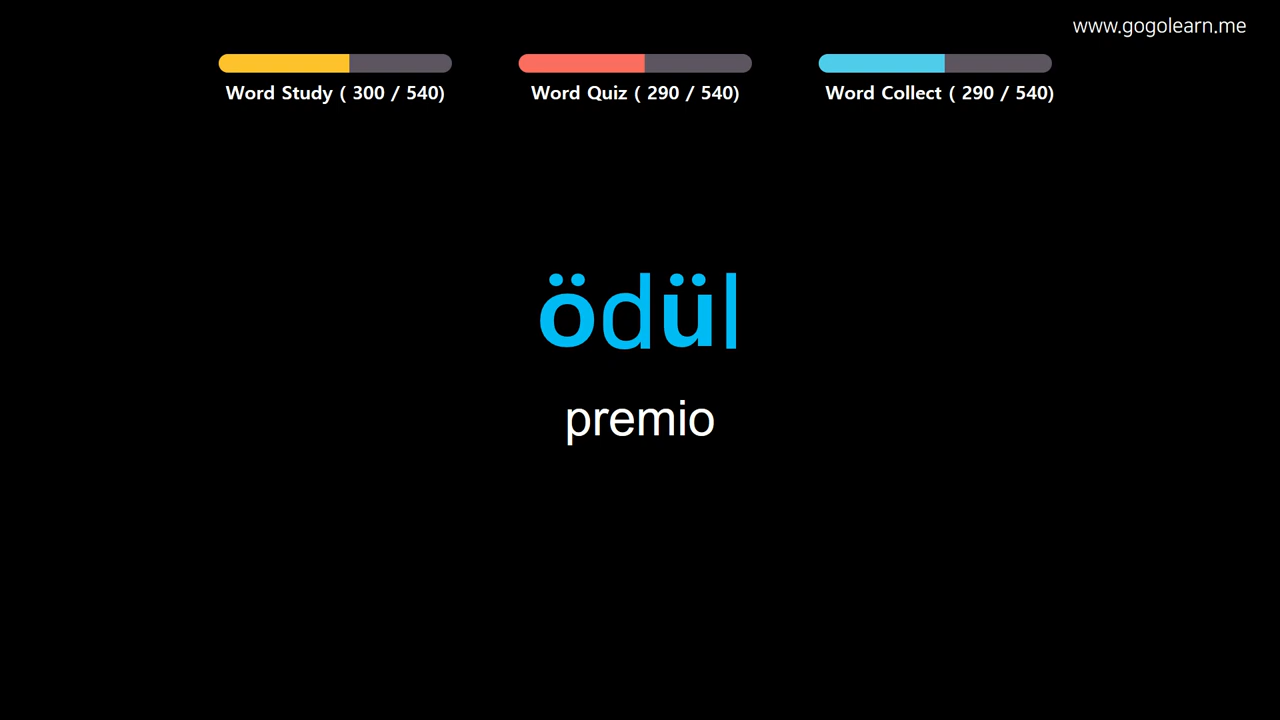 www.gogolearn.me
Word Study ( 300 / 540)
Word Quiz ( 290 / 540)
Word Collect ( 290 / 540)
ödül
premio